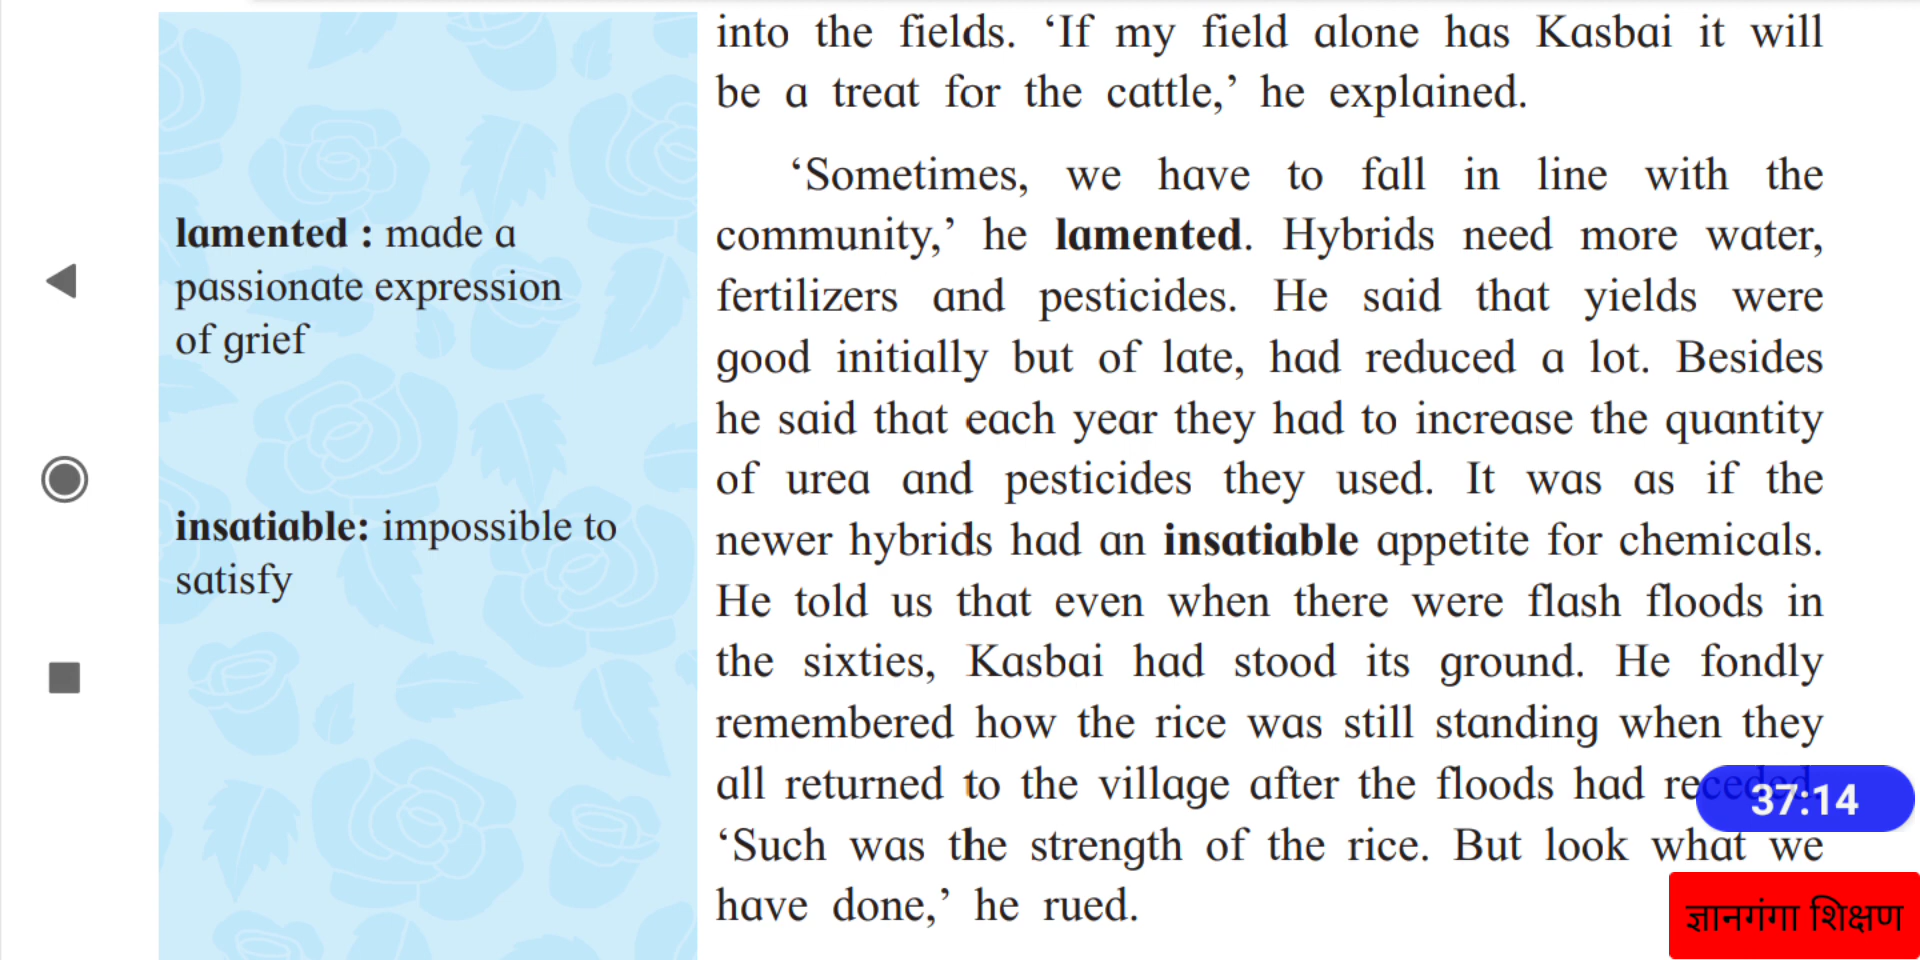 into the fields. ‘If my field alone has Kasbai it will
be a treat for the cattle,’ he explained.
‘Sometimes, we have to fall in line with the
community,’ he lamented. Hybrids need more water,
fertilizers and pesticides. He said that yields were
good initially but of late, had reduced a lot. Besides
he said that each year they had to increase the quantity
of urea and pesticides they used. It was as if the
newer hybrids had an insatiable appetite for chemicals.
He told us that even when there were flash floods in
the sixties, Kasbai had stood its ground. He fondly
remembered how the rice was still standing when they
all returned to the village after the floods had receded.
‘Such was the strength of the rice. But look what we
have done,’ he rued.
lamented : made a
passionate expression
of grief
insatiable: impossible to
satisfy
37:14
ज्ञानगंगा शिक्षण